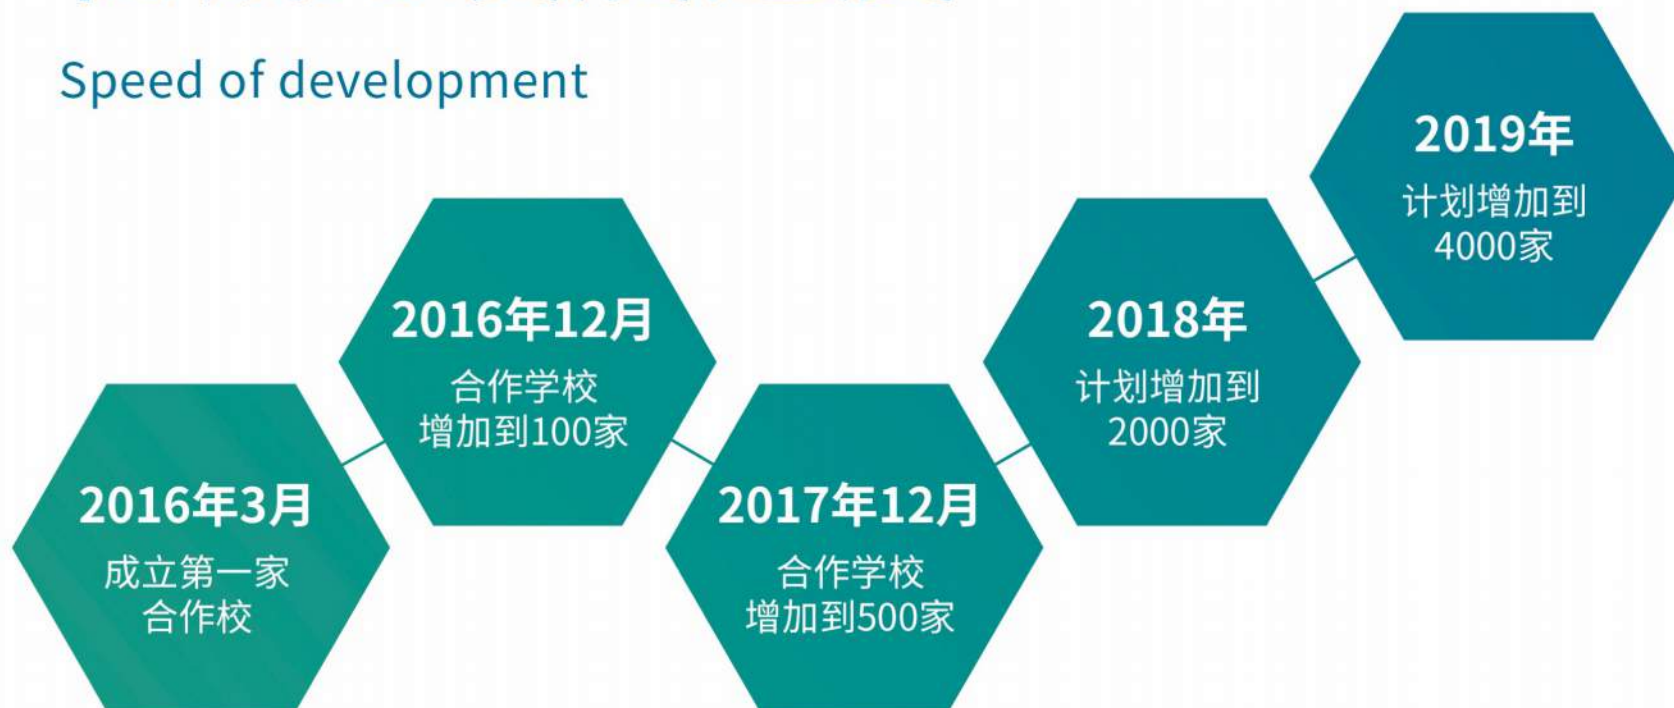 Speed of development
2016年3月
成立第一家
合作校
2016年12月
合作学校
增加到100家
2017年12月
合作学校
增加到500家
2018年
计划增加到
2000家
2019年
计划增加到
4000家